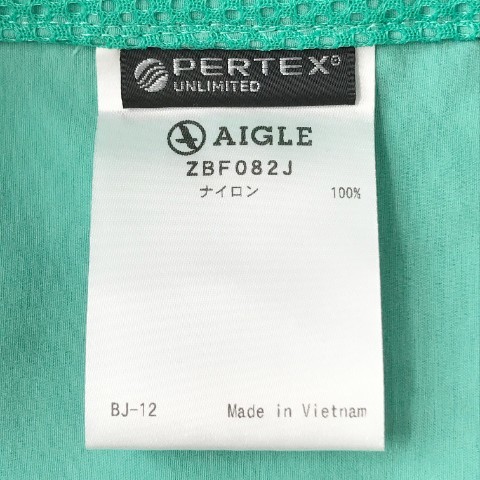 PERTEX®
UNLIMITED
AIGLE
ZBF082J
ナイロン 100%
BJ-12 Made in Vietnam